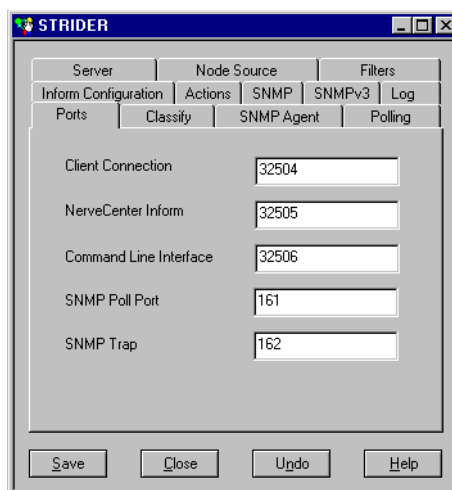 STRIDER
Server Node Source Filters
Inform Configuration Actions SNMP SNMPv3 Log
Ports Classify SNMP Agent Polling
Client Connection 32504
NerveCenter Inform 32505
Command Line Interface 32506
SNMP Poll Port 161
SNMP Trap 162
Save Close Undo Help